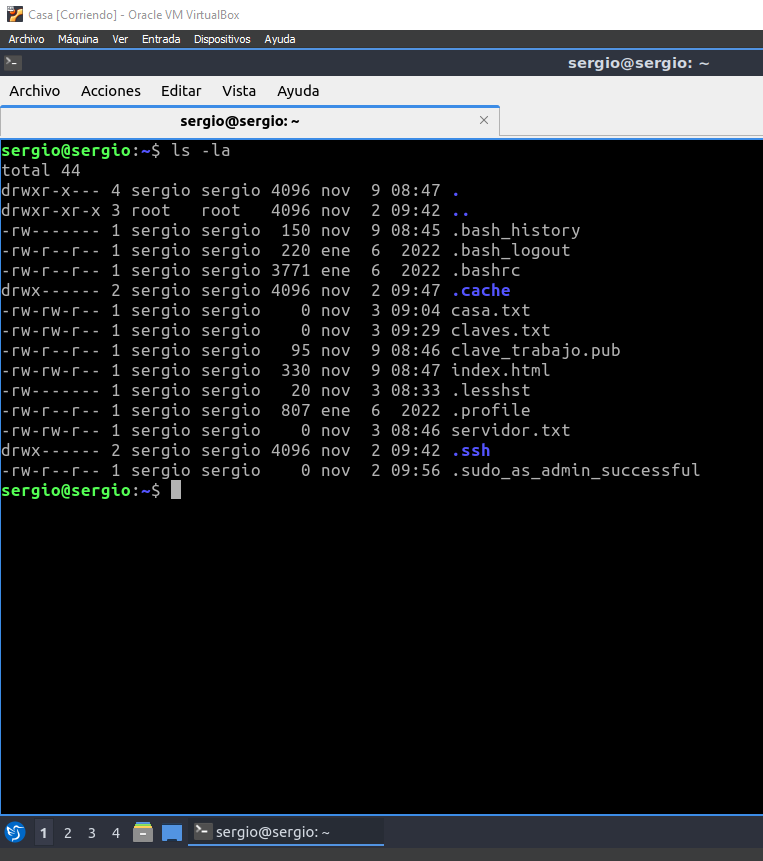 Casa [Corriendo] - Oracle VM VirtualBox
Archivo Máquina Ver Entrada Dispositivos Ayuda
sergio@sergio: ~
Archivo Acciones Editar Vista Ayuda
sergio@sergio: ~
sergio@sergio:~$ ls -la
total 44
drwxr-x--- 4 sergio sergio 4096 nov  9 08:47 .
drwxr-xr-x 3 root   root   4096 nov  2 09:42 ..
-rw------- 1 sergio sergio  150 nov  9 08:45 .bash_history
-rw-r--r-- 1 sergio sergio  220 ene  6  2022 .bash_logout
-rw-r--r-- 1 sergio sergio 3771 ene  6  2022 .bashrc
drwx------ 2 sergio sergio 4096 nov  2 09:47 .cache
-rw-rw-r-- 1 sergio sergio    0 nov  3 09:04 casa.txt
-rw-rw-r-- 1 sergio sergio    0 nov  3 09:29 claves.txt
-rw-r--r-- 1 sergio sergio   95 nov  9 08:46 clave_trabajo.pub
-rw-rw-r-- 1 sergio sergio  330 nov  9 08:47 index.html
-rw------- 1 sergio sergio   20 nov  3 08:33 .lesshst
-rw-r--r-- 1 sergio sergio  807 ene  6  2022 .profile
-rw-rw-r-- 1 sergio sergio    0 nov  3 08:46 servidor.txt
drwx------ 2 sergio sergio 4096 nov  2 09:42 .ssh
-rw-r--r-- 1 sergio sergio    0 nov  2 09:56 .sudo_as_admin_successful
sergio@sergio:~$
1 2 3 4 sergio@sergio: ~